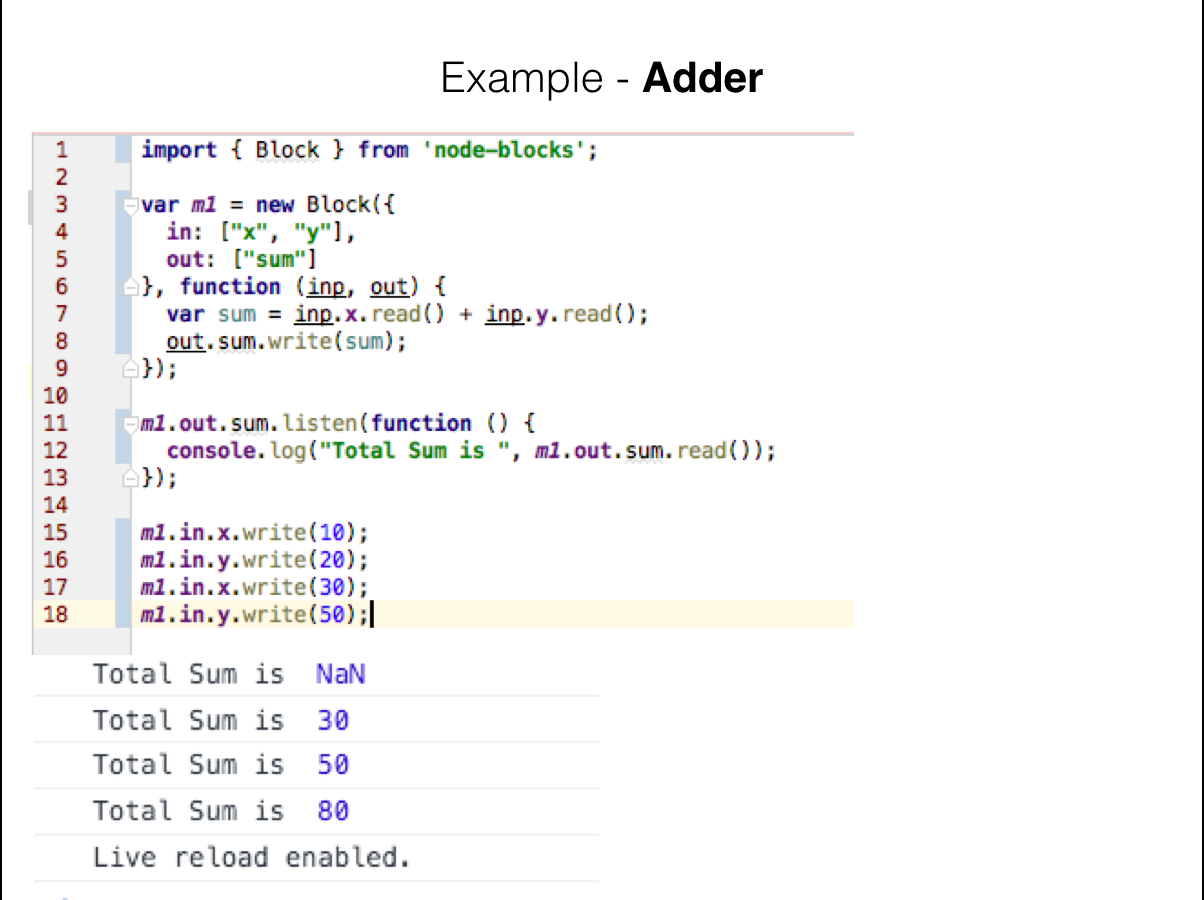 Example - Adder
1 import { Block } from 'node-blocks';
2
3 var m1 = new Block({
4   in: ["x", "y"],
5   out: ["sum"]
6 }, function (inp, out) {
7   var sum = inp.x.read() + inp.y.read();
8   out.sum.write(sum);
9 });
10
11 m1.out.sum.listen(function () {
12   console.log("Total Sum is ", m1.out.sum.read());
13 });
14
15 m1.in.x.write(10);
16 m1.in.y.write(20);
17 m1.in.x.write(30);
18 m1.in.y.write(50);
Total Sum is  NaN
Total Sum is  30
Total Sum is  50
Total Sum is  80
Live reload enabled.